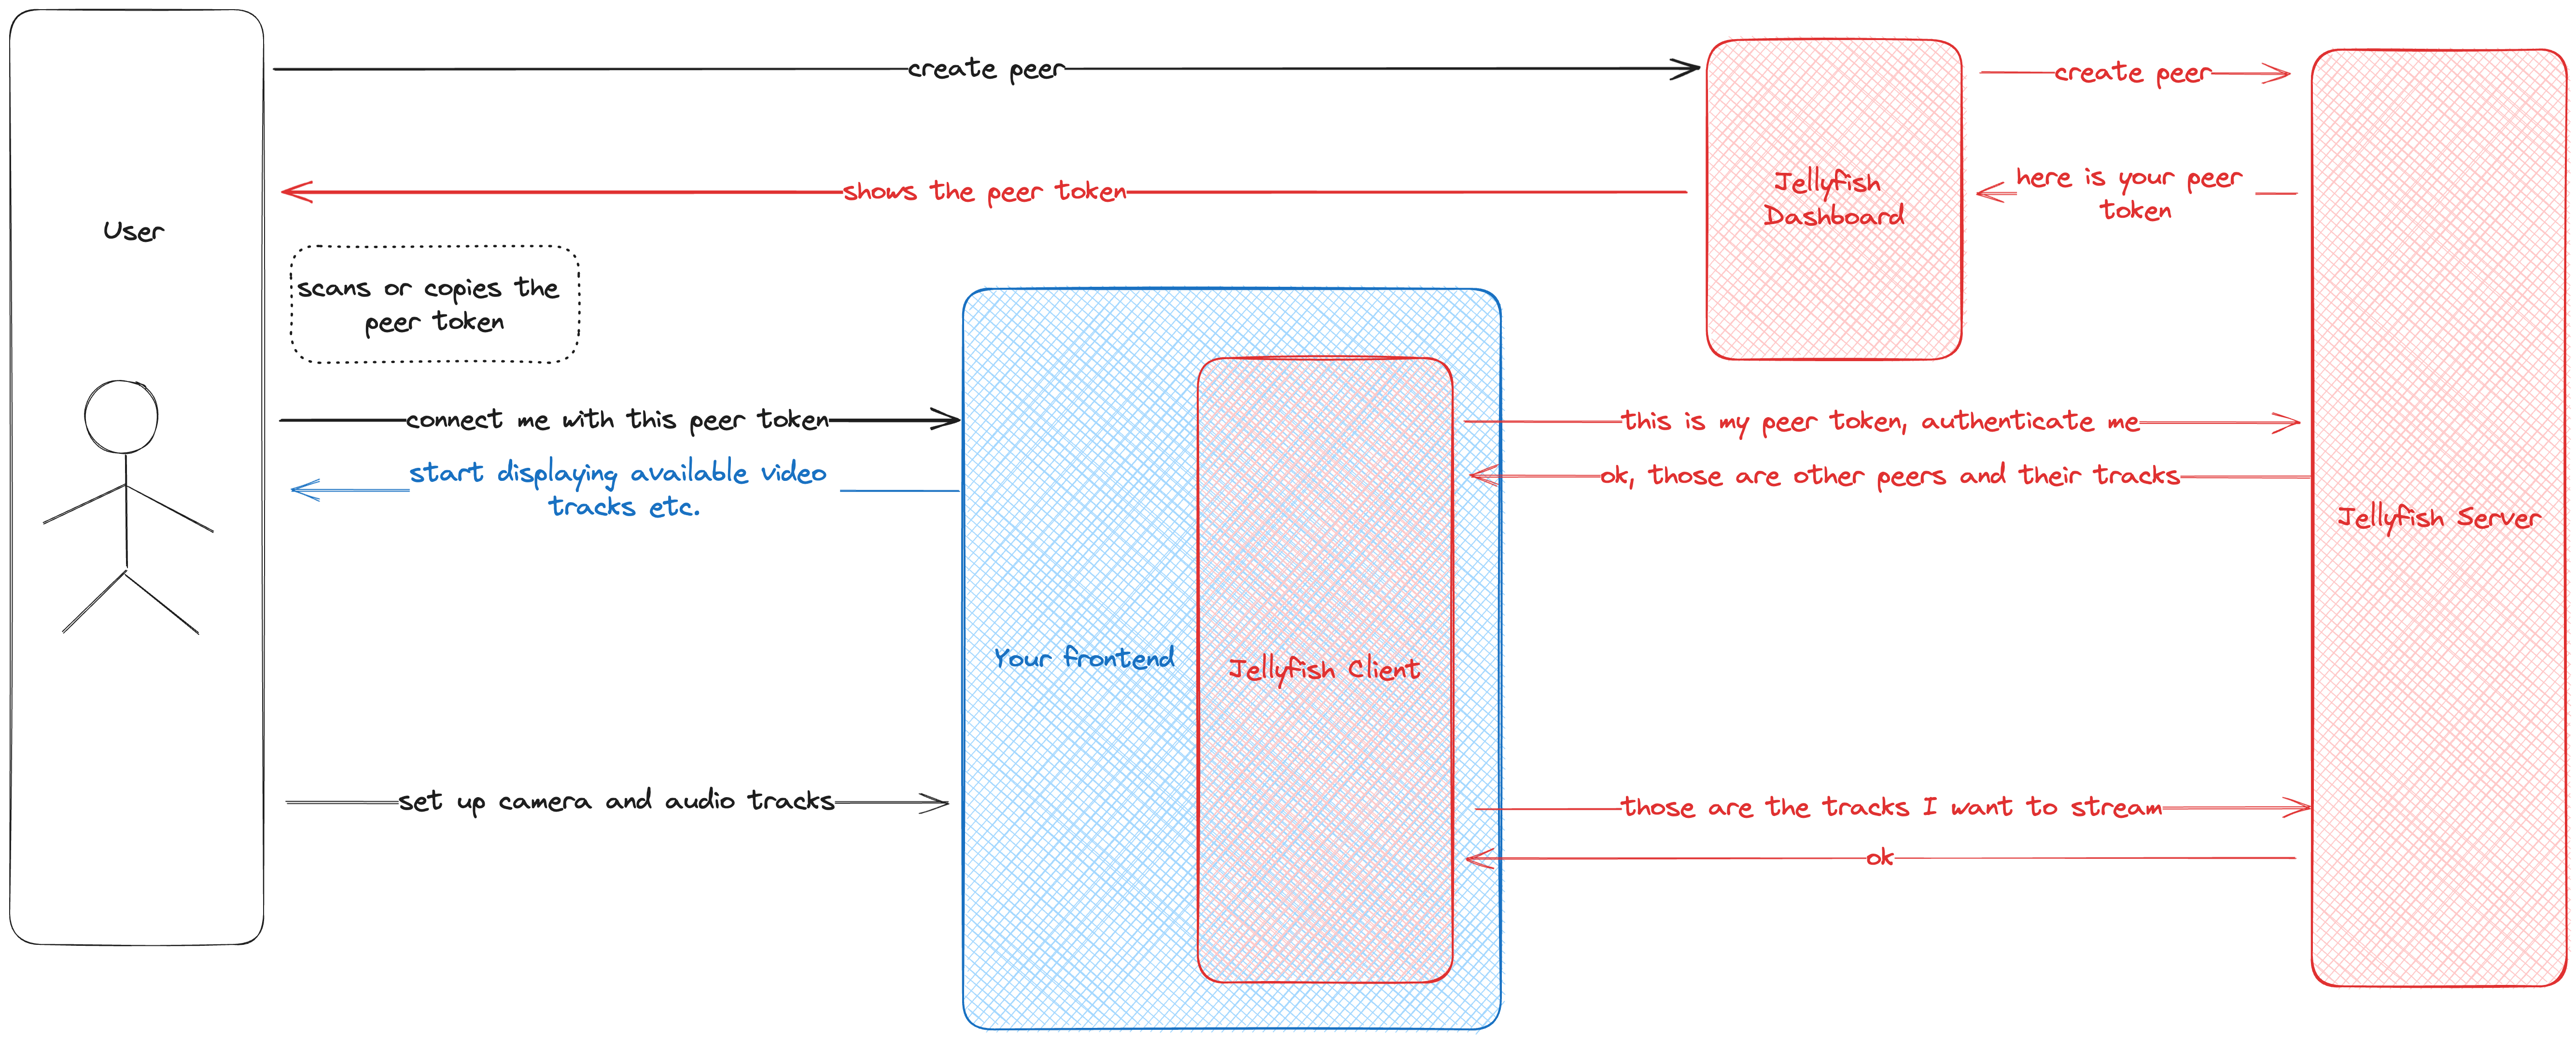 create peer
create peer
shows the peer token
here is your peer
token
Jellyfish
Dashboard
User
scans or copies the
peer token
connect me with this peer token
this is my peer token, authenticate me
start displaying available video
tracks etc.
ok, those are other peers and their tracks
Jellyfish Server
Your frontend
Jellyfish Client
set up camera and audio tracks
those are the tracks I want to stream
ok